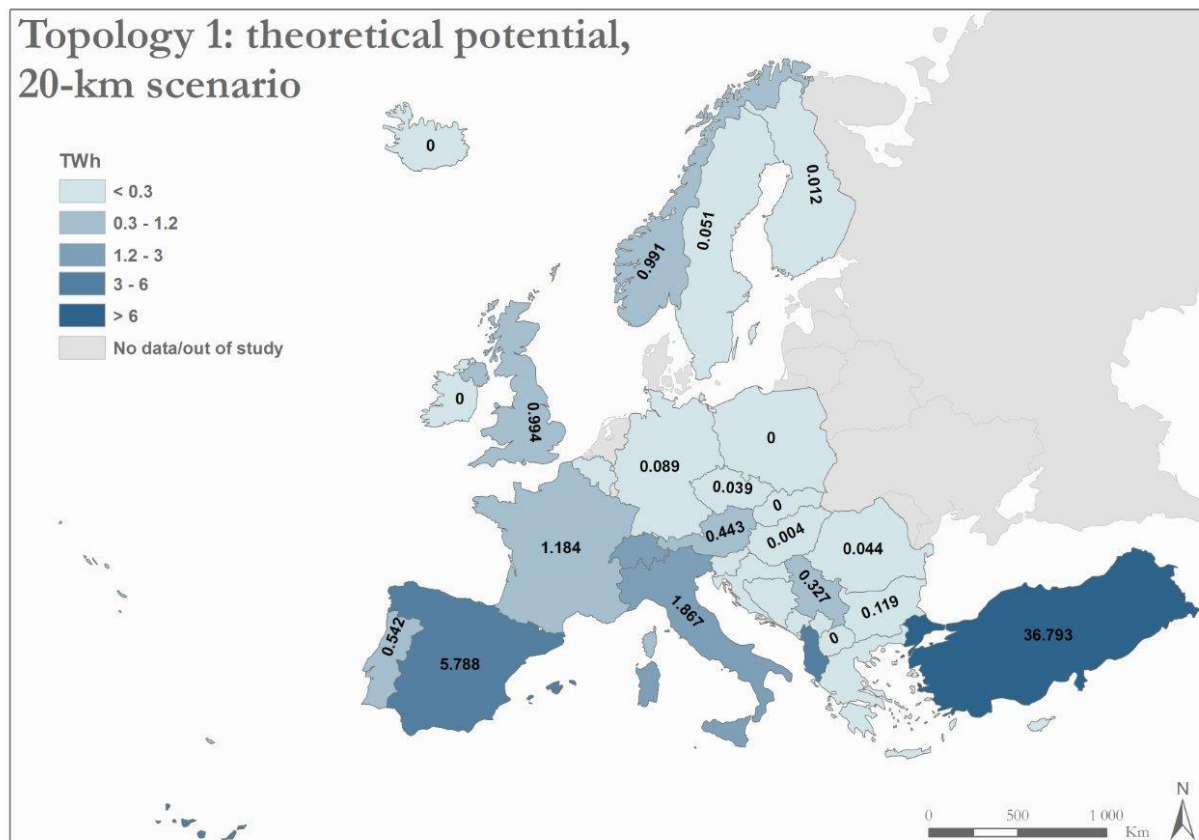 Topology 1: theoretical potential,
20-km scenario
TWh
< 0.3
0.3 - 1.2
1.2 - 3
3 - 6
> 6
No data/out of study
0
0.012
0.051
0.991
0
0.994
0.089
0
0.039
0
0.443
0.004
1.184
0.044
0.327
1.867
0.119
0
0.542
5.788
36.793
N
0 500 1 000
Km